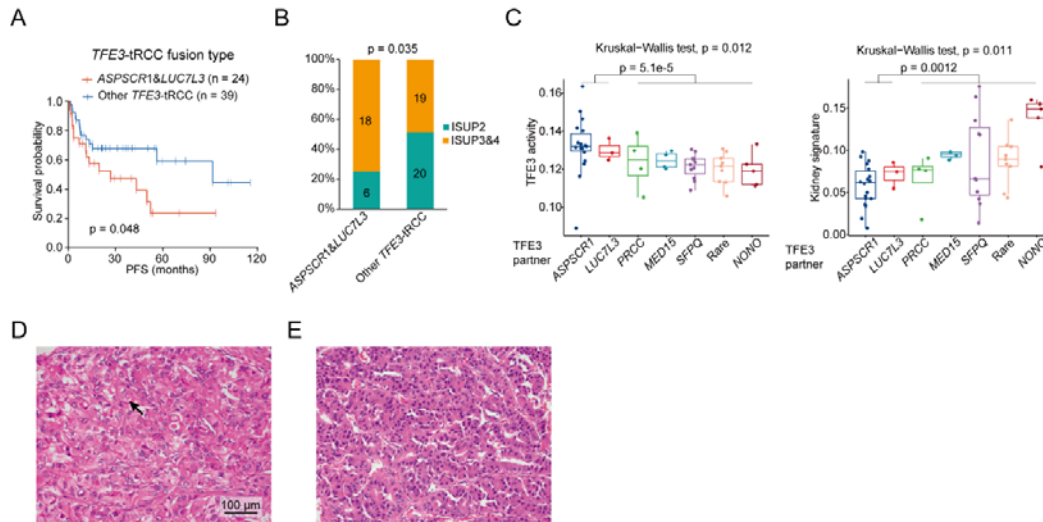 A
TFE3-tRCC fusion type
ASPSCR1&LUC7L3 (n = 24)
Other TFE3-tRCC (n = 39)
Survival probability
1.0
0.8
0.6
0.4
0.2
0.0
p = 0.048
0 20 40 60 80 100 120
PFS (months)
B
p = 0.035
100%
80%
60%
40%
20%
0%
18
6
19
20
ISUP2
ISUP3&4
ASPSCR1&LUC7L3
Other TFE3-tRCC
C
Kruskal-Wallis test, p = 0.012
p = 5.1e-5
TFE3 activity
0.16
0.14
0.12
0.10
TFE3 partner
ASPSCR1
LUC7L3
PRCC
MED15
SFPQ
Rare
NONO
Kruskal-Wallis test, p = 0.011
p = 0.0012
Kidney signature
0.15
0.10
0.05
0.00
TFE3 partner
ASPSCR1
LUC7L3
PRCC
MED15
SFPQ
Rare
NONO
D
100 µm
E